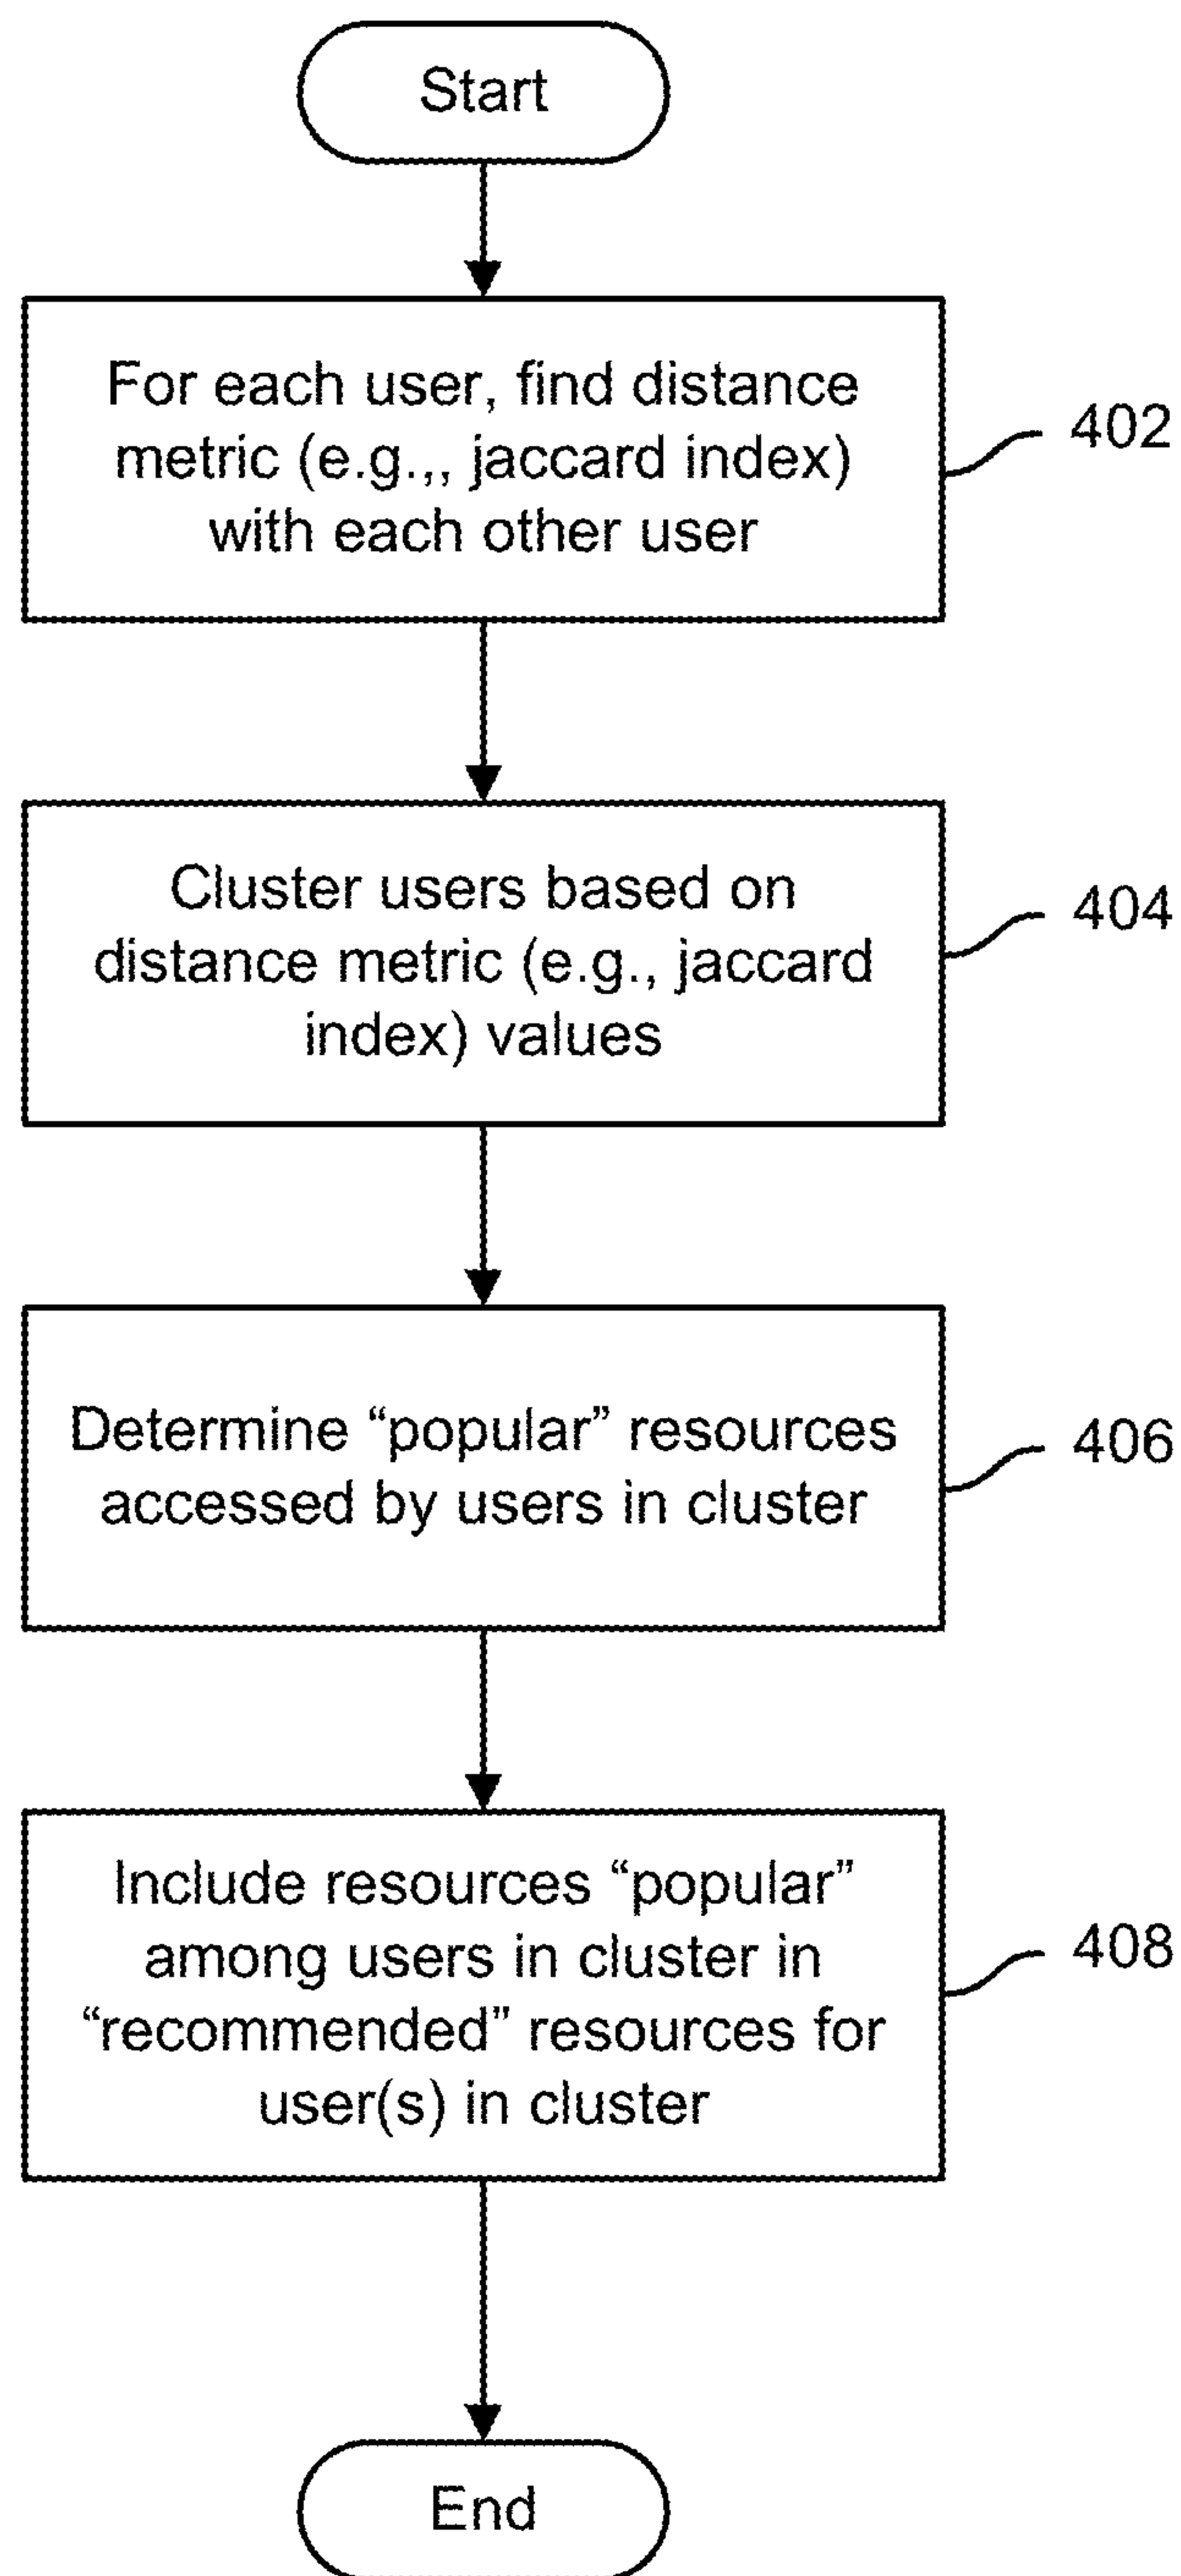 Start
For each user, find distance
metric (e.g.,, jaccard index)
with each other user
402
Cluster users based on
distance metric (e.g., jaccard
index) values
404
Determine “popular” resources
accessed by users in cluster
406
Include resources “popular”
among users in cluster in
“recommended” resources for
user(s) in cluster
408
End